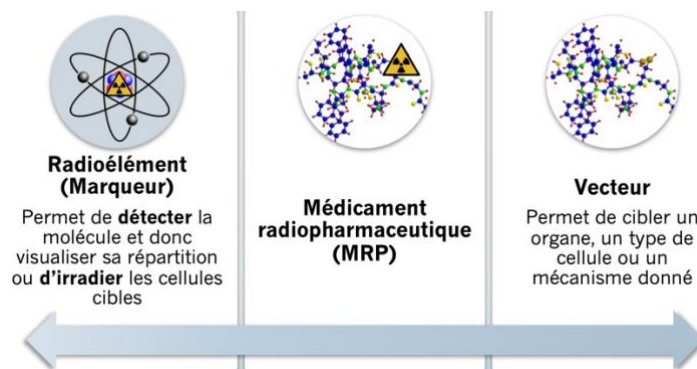 Radioélément
(Marqueur)
Permet de détecter la
molécule et donc
visualiser sa répartition
ou d'irradier les cellules
cibles
Médicament
radiopharmaceutique
(MRP)
Vecteur
Permet de cibler un
organe, un type de
cellule ou un
mécanisme donné